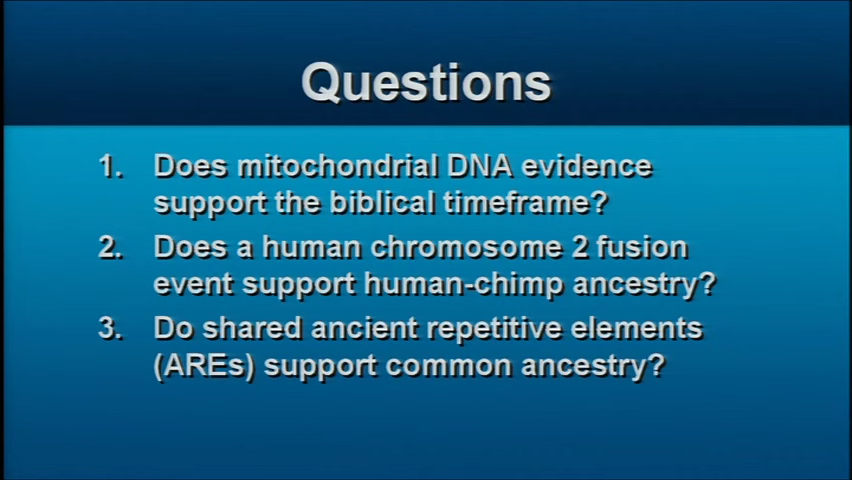 Questions
1. Does mitochondrial DNA evidence
support the biblical timeframe?
2. Does a human chromosome 2 fusion
event support human-chimp ancestry?
3. Do shared ancient repetitive elements
(AREs) support common ancestry?